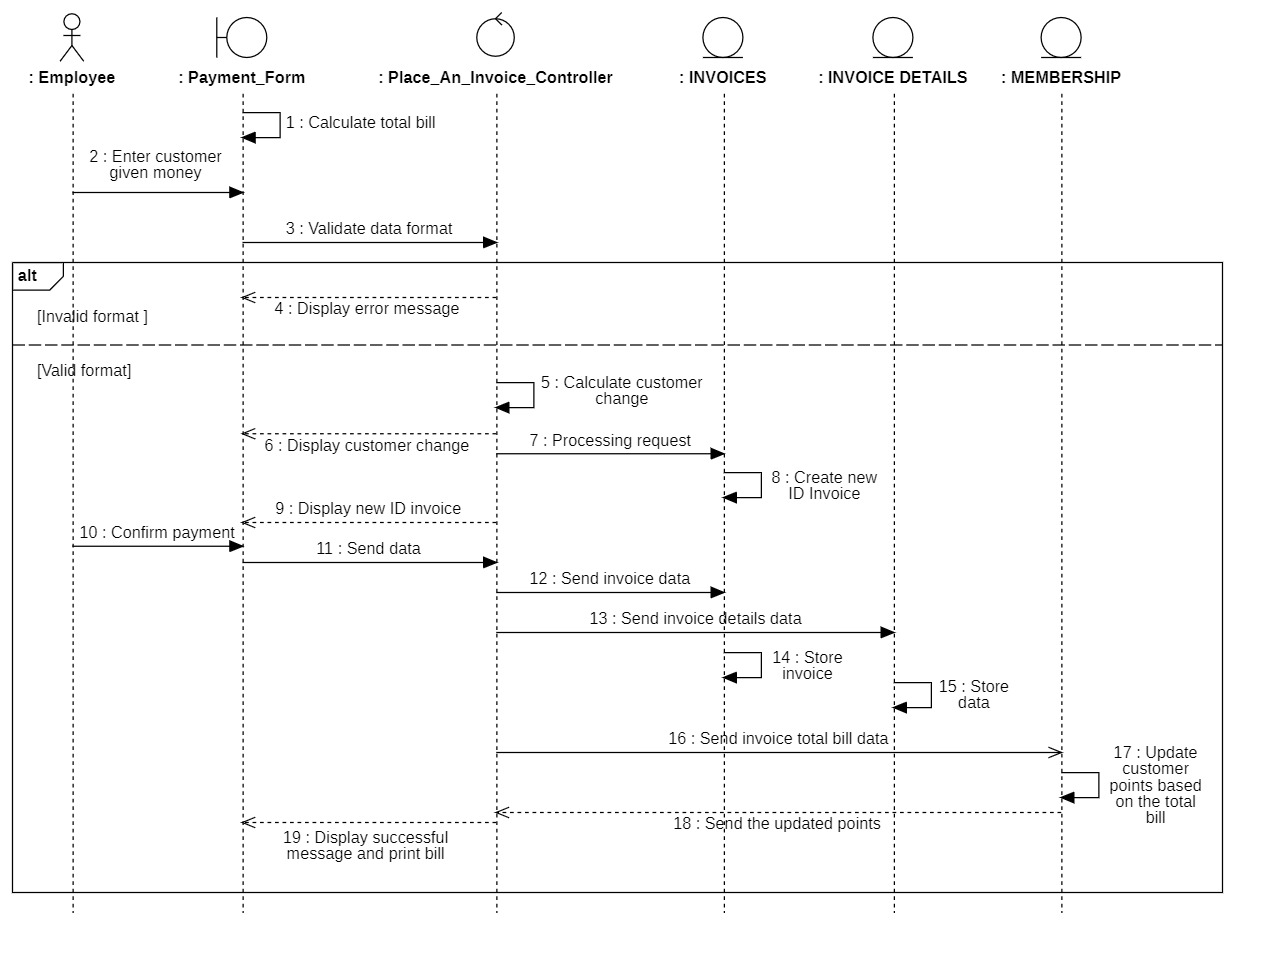 : Employee
: Payment_Form
: Place_An_Invoice_Controller
: INVOICES
: INVOICE DETAILS
: MEMBERSHIP
1 : Calculate total bill
2 : Enter customer
given money
3 : Validate data format
alt
4 : Display error message
[Invalid format ]
[Valid format]
5 : Calculate customer
change
6 : Display customer change
7 : Processing request
8 : Create new
ID Invoice
9 : Display new ID invoice
10 : Confirm payment
11 : Send data
12 : Send invoice data
13 : Send invoice details data
14 : Store
invoice
15 : Store
data
16 : Send invoice total bill data
17 : Update
customer
points based
on the total
bill
18 : Send the updated points
19 : Display successful
message and print bill